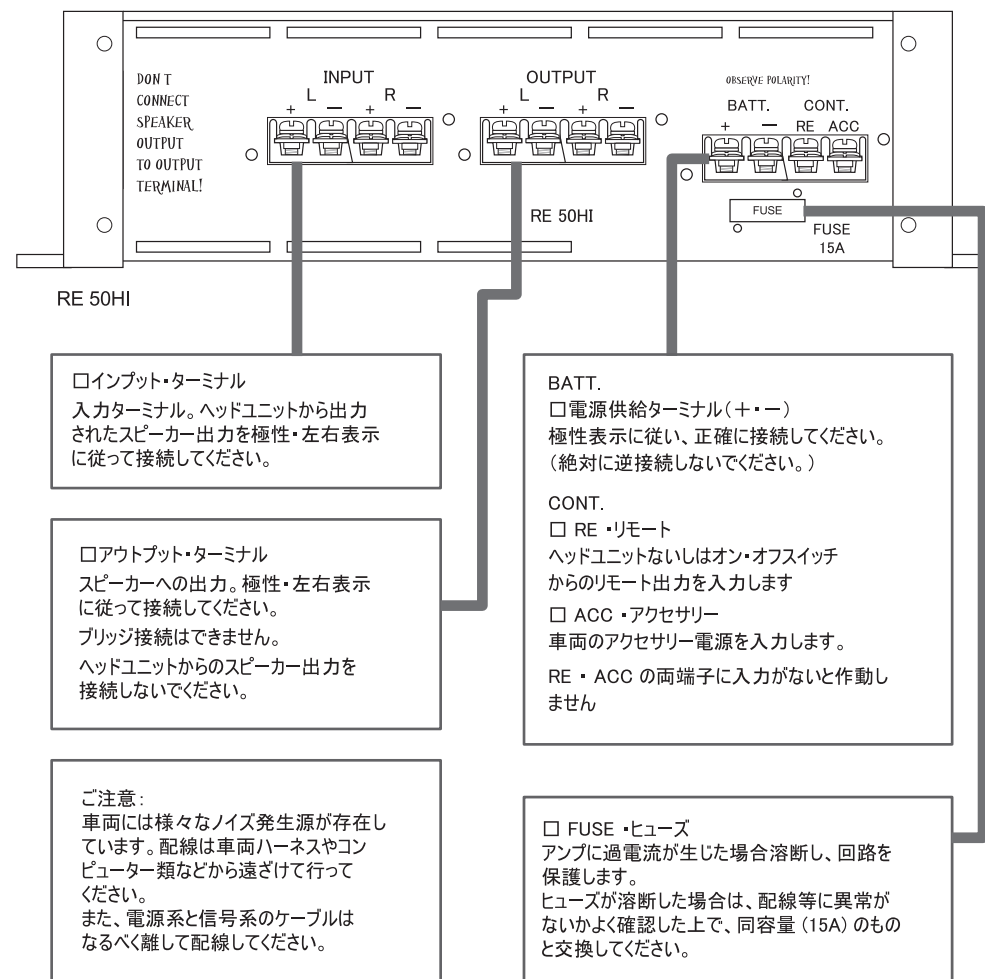 DON T
CONNECT
SPEAKER
OUTPUT
TO OUTPUT
TERMINAL!
INPUT
L R
+ − + −
OUTPUT
L R
+ − + −
OBSERVE POLARITY!
BATT. CONT.
+ − RE ACC
FUSE
FUSE
15A
RE 50HI
RE 50HI
□インプット・ターミナル
入力ターミナル。ヘッドユニットから出力
されたスピーカー出力を極性・左右表示
に従って接続してください。
□アウトプット・ターミナル
スピーカーへの出力。極性・左右表示
に従って接続してください。
ブリッジ接続はできません。
ヘッドユニットからのスピーカー出力を
接続しないでください。
ご注意:
車両には様々なノイズ発生源が存在し
ています。配線は車両ハーネスやコン
ピューター類などから遠ざけて行って
ください。
また、電源系と信号系のケーブルは
なるべく離して配線してください。
BATT.
□電源供給ターミナル(+・−)
極性表示に従い、正確に接続してください。
(絶対に逆接続しないでください。)
CONT.
□ RE ・リモート
ヘッドユニットないしはオン・オフスイッチ
からのリモート出力を入力します
□ ACC ・アクセサリー
車両のアクセサリー電源を入力します。
RE ・ ACC の両端子に入力がないと作動し
ません
□ FUSE ・ヒューズ
アンプに過電流が生じた場合溶断し、回路を
保護します。
ヒューズが溶断した場合は、配線等に異常が
ないかよく確認した上で、同容量 (15A) のもの
と交換してください。